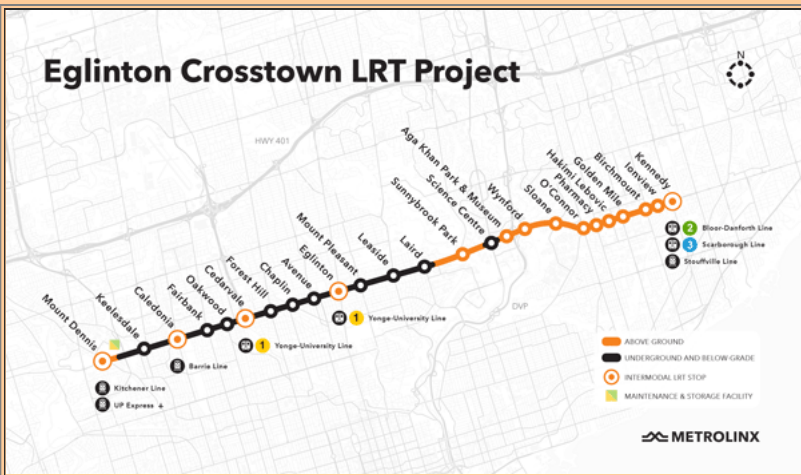 Eglinton Crosstown LRT Project
N
HWY 401
DVP
Mount Dennis
Keelesdale
Caledonia
Fairbank
Oakwood
Cedarvale
Forest Hill
Chaplin
Avenue
Eglinton
Mount Pleasant
Leaside
Laird
Sunnybrook Park
Science Centre
Aga Khan Park & Museum
Wynford
Sloane
O'Connor
Pharmacy
Hakimi Lebovic
Golden Mile
Birchmount
Ionview
Kennedy
2 Bloor-Danforth Line
3 Scarborough Line
Stouffville Line
1 Yonge-University Line
1 Yonge-University Line
Barrie Line
Kitchener Line
UP Express +
ABOVE GROUND
UNDERGROUND AND BELOW-GRADE
INTERMODAL LRT STOP
MAINTENANCE & STORAGE FACILITY
METROLINX